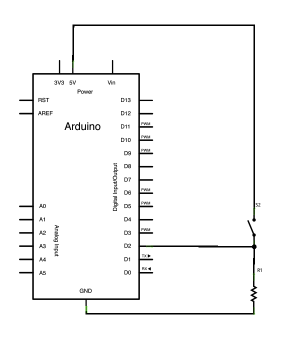 3V3 5V Vin
Power
RST
AREF
Arduino
D13
D12
PWM
D11
PWM
D10
PWM
D9
D8
D7
PWM
D6
PWM
D5
D4
PWM
D3
D2
TX
D1
RX
D0
Digital Input/Output
A0
A1
A2
A3
A4
A5
Analog Input
GND
S2
R1